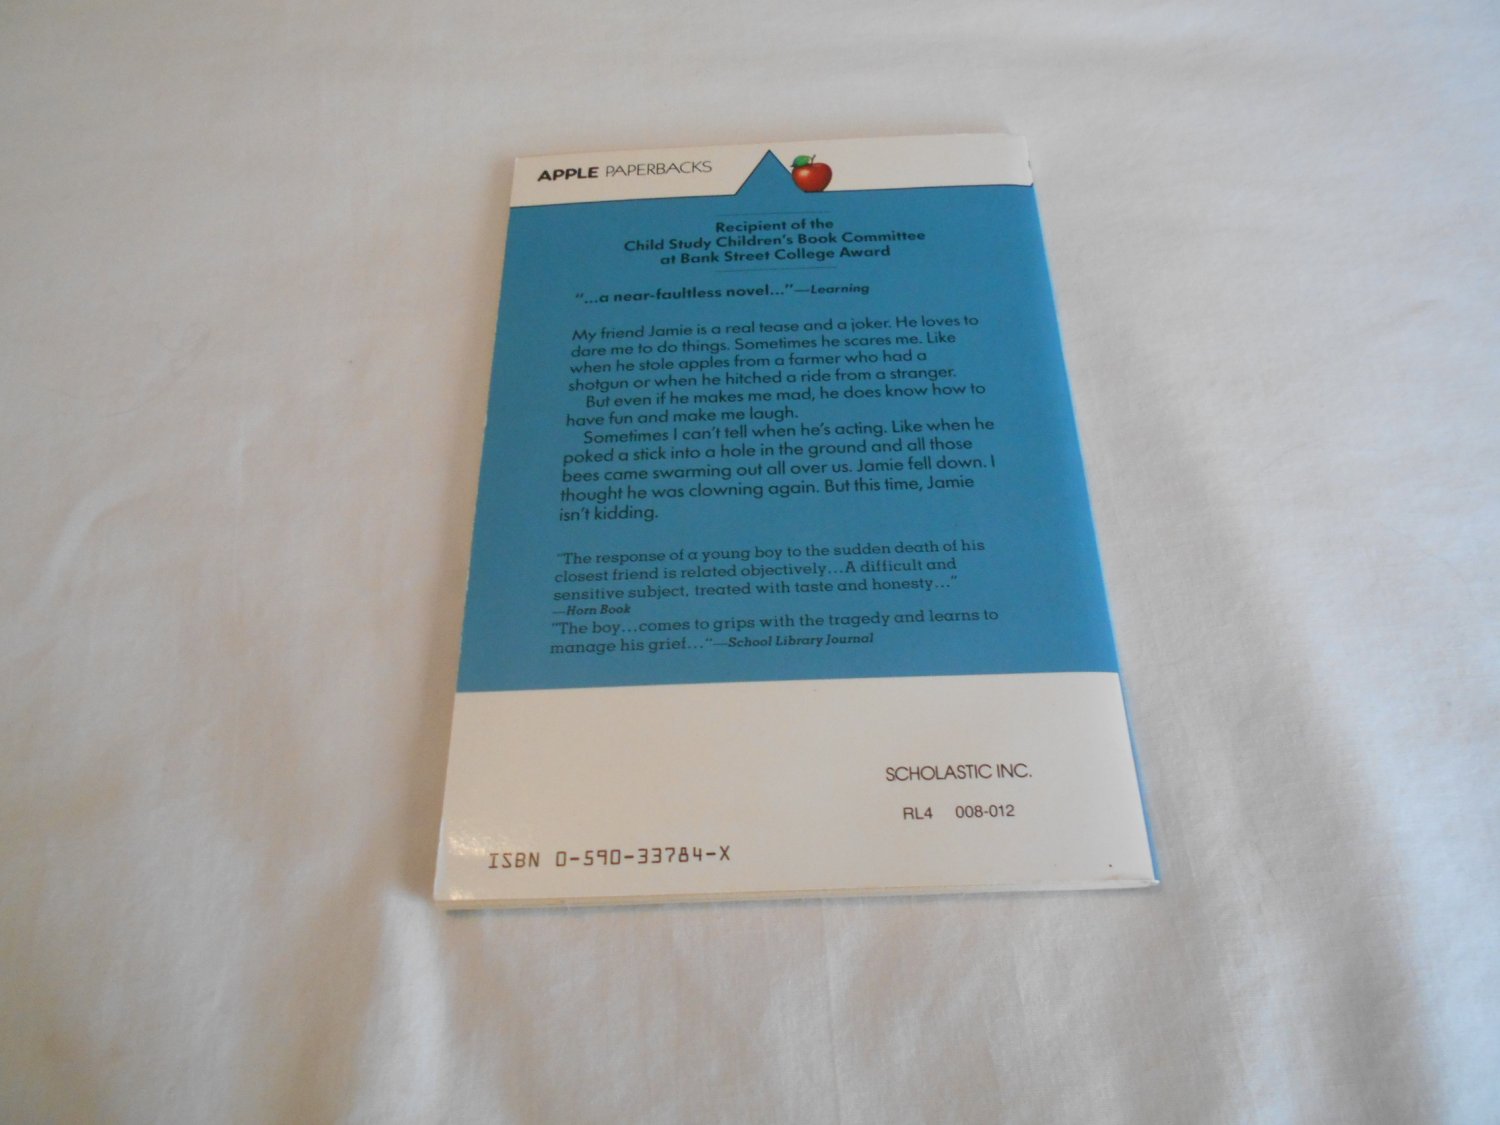 APPLE PAPERBACKS
Recipient of the
Child Study Children's Book Committee
at Bank Street College Award
"...a near-faultless novel..."—Learning
My friend Jamie is a real tease and a joker. He loves to
dare me to do things. Sometimes he scares me. Like
when he stole apples from a farmer who had a
shotgun or when he hitched a ride from a stranger.
But even if he makes me mad, he does know how to
have fun and make me laugh.
Sometimes I can't tell when he's acting. Like when he
poked a stick into a hole in the ground and all those
bees came swarming out all over us. Jamie fell down. I
thought he was clowning again. But this time, Jamie
isn't kidding.
"The response of a young boy to the sudden death of his
closest friend is related objectively...A difficult and
sensitive subject, treated with taste and honesty..."
—Horn Book
"The boy...comes to grips with the tragedy and learns to
manage his grief..."—School Library Journal
SCHOLASTIC INC.
RL4 008-012
ISBN 0-590-33784-X